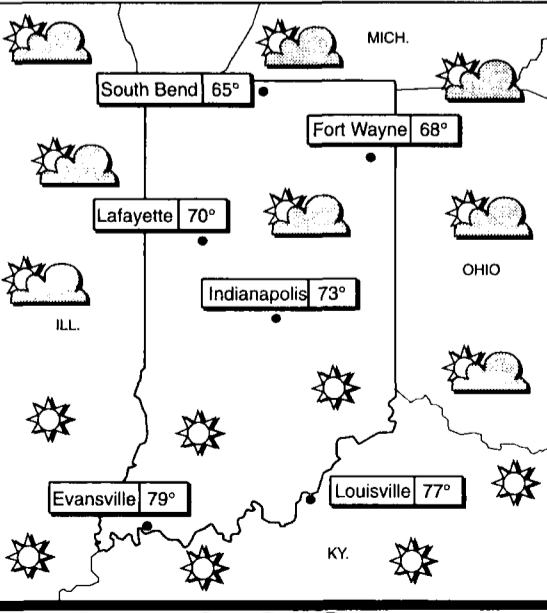 MICH.
South Bend 65°
Fort Wayne 68°
Lafayette 70°
OHIO
Indianapolis 73°
ILL.
Evansville 79°
Louisville 77°
KY.